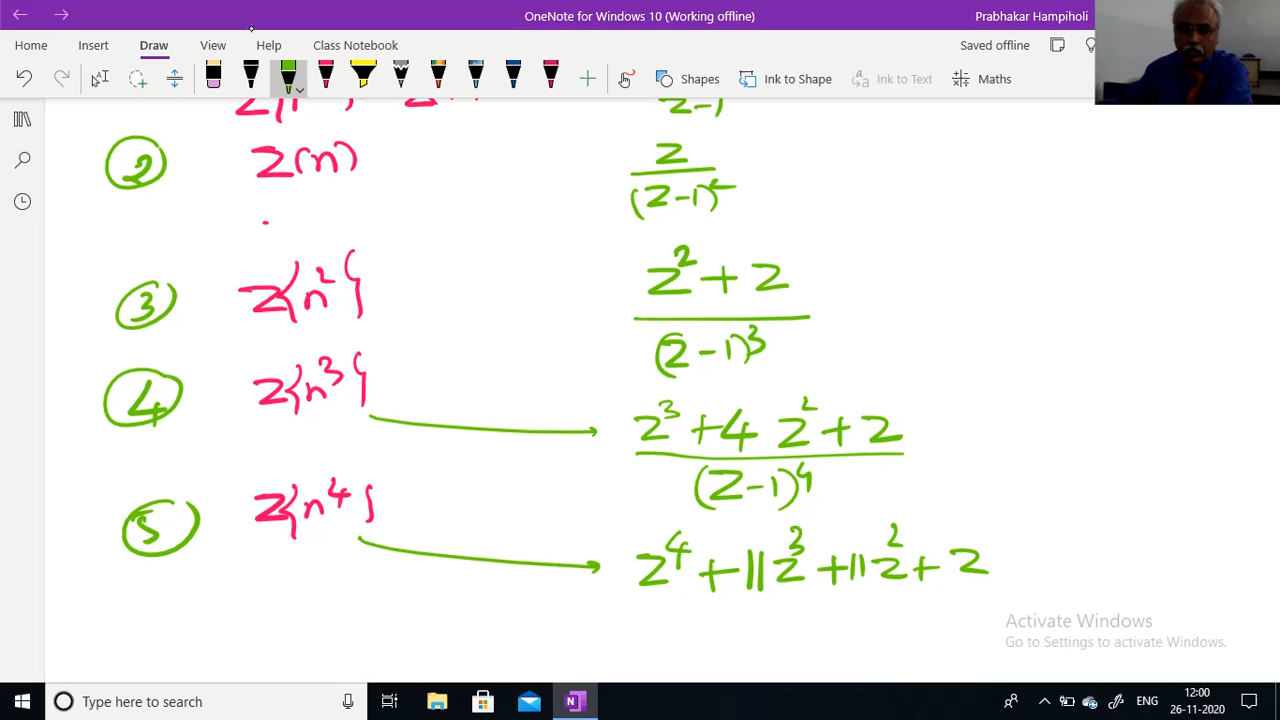 OneNote for Windows 10 (Working offline)
Prabhakar Hampiholi
Home Insert Draw View Help Class Notebook
Saved offline
Shapes Ink to Shape Ink to Text Maths
z-1
② z(n) z/(z-1)²
③ z{n²} z²+z/(z-1)³
④ z{n³} → z³+4z²+z/(z-1)⁴
⑤ z{n⁴} → z⁴+11z³+11z²+z
Activate Windows
Go to Settings to activate Windows.
Type here to search
ENG
12:00
26-11-2020